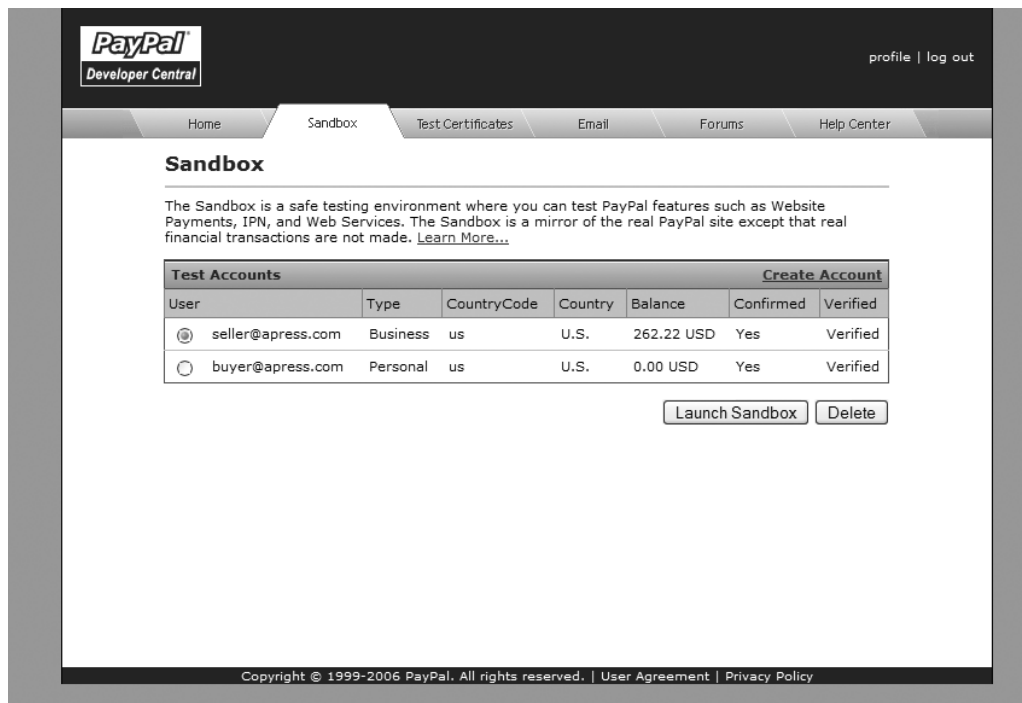 PayPal
Developer Central
profile | log out
Home Sandbox Test Certificates Email Forums Help Center
Sandbox
The Sandbox is a safe testing environment where you can test PayPal features such as Website
Payments, IPN, and Web Services. The Sandbox is a mirror of the real PayPal site except that real
financial transactions are not made. Learn More...
Test Accounts Create Account
User Type CountryCode Country Balance Confirmed Verified
seller@apress.com Business us U.S. 262.22 USD Yes Verified
buyer@apress.com Personal us U.S. 0.00 USD Yes Verified
Launch Sandbox Delete
Copyright © 1999-2006 PayPal. All rights reserved. | User Agreement | Privacy Policy